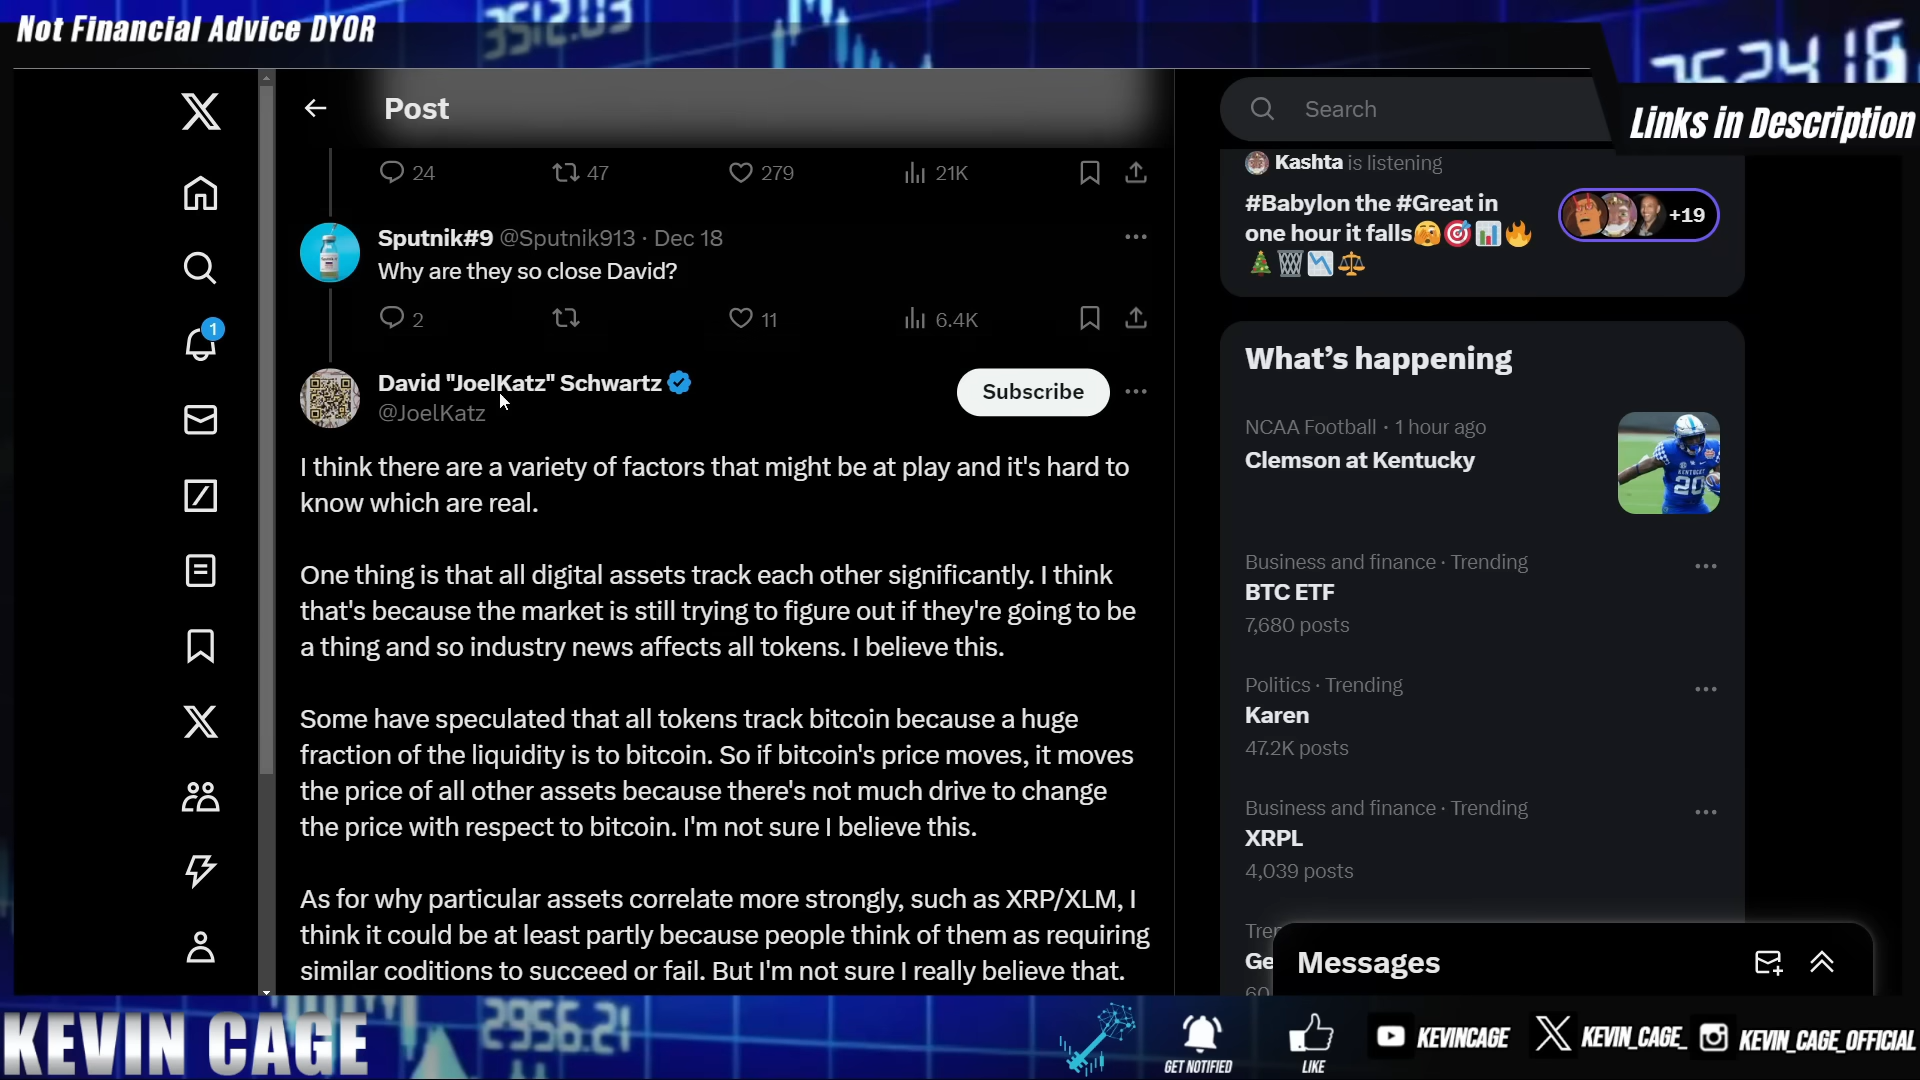 Not Financial Advice DYOR
3512.03
Links in Description
Post
Search
24 47 279 21K
Kashta is listening
#Babylon the #Great in
one hour it falls🫣🎯📊🔥
🎄🗑️📉⚖️
+19
Sputnik#9 @Sputnik913 · Dec 18
Why are they so close David?
2 11 6.4K
1
What's happening
David "JoelKatz" Schwartz
@JoelKatz
Subscribe
NCAA Football · 1 hour ago
Clemson at Kentucky
KENTUCKY
20
I think there are a variety of factors that might be at play and it's hard to
know which are real.
One thing is that all digital assets track each other significantly. I think
that's because the market is still trying to figure out if they're going to be
a thing and so industry news affects all tokens. I believe this.
Some have speculated that all tokens track bitcoin because a huge
fraction of the liquidity is to bitcoin. So if bitcoin's price moves, it moves
the price of all other assets because there's not much drive to change
the price with respect to bitcoin. I'm not sure I believe this.
As for why particular assets correlate more strongly, such as XRP/XLM, I
think it could be at least partly because people think of them as requiring
similar coditions to succeed or fail. But I'm not sure I really believe that.
Business and finance · Trending
BTC ETF
7,680 posts
Politics · Trending
Karen
47.2K posts
Business and finance · Trending
XRPL
4,039 posts
Messages
KEVIN CAGE
2956.21
GET NOTIFIED
LIKE
KEVINCAGE
KEVIN_CAGE_
KEVIN_CAGE_OFFICIAL